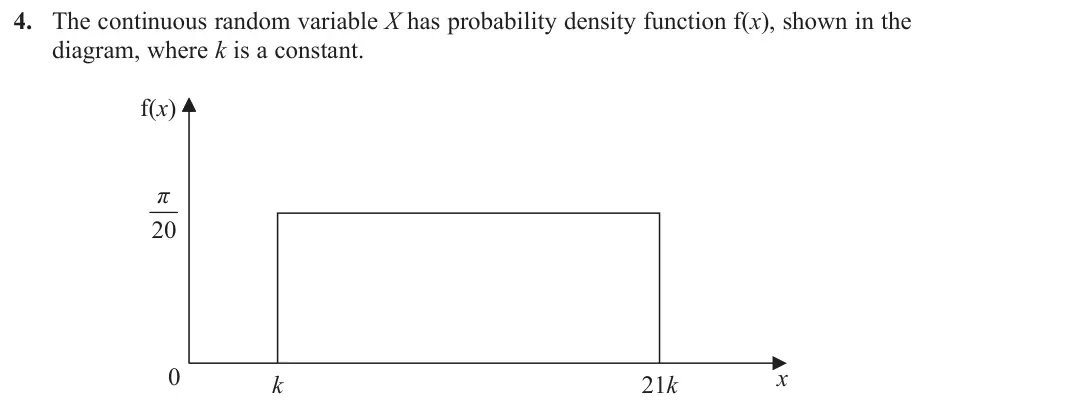 4. The continuous random variable X has probability density function f(x), shown in the
diagram, where k is a constant.
f(x)
π
20
0
k
21k
x